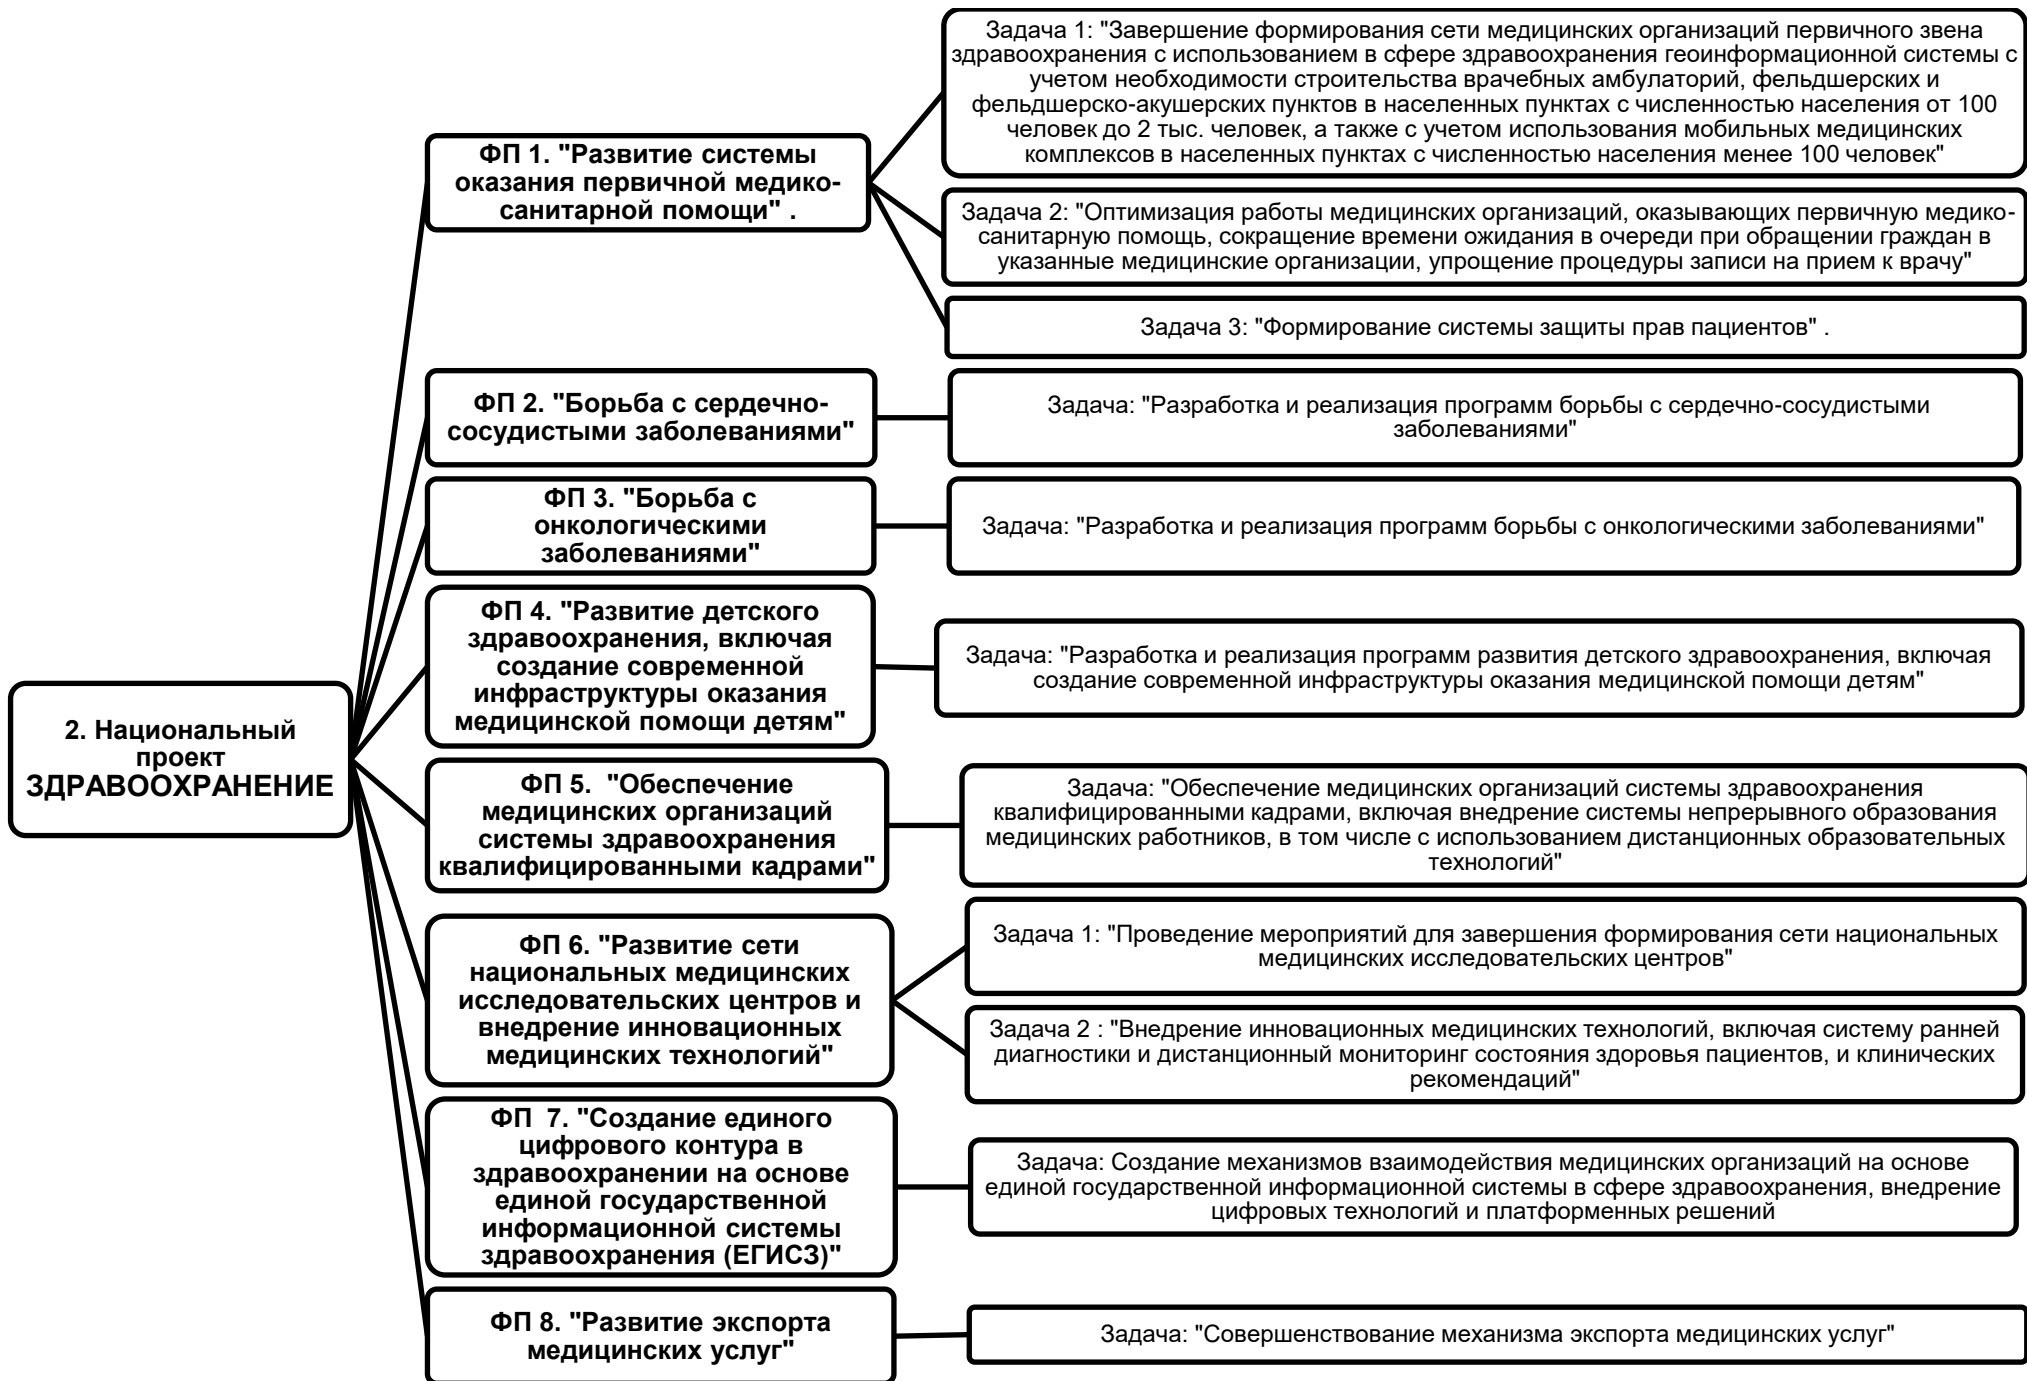 2. Национальный
проект
ЗДРАВООХРАНЕНИЕ
ФП 1. "Развитие системы
оказания первичной медико-
санитарной помощи" .
Задача 1: "Завершение формирования сети медицинских организаций первичного звена
здравоохранения с использованием в сфере здравоохранения геоинформационной системы с
учетом необходимости строительства врачебных амбулаторий, фельдшерских и
фельдшерско-акушерских пунктов в населенных пунктах с численностью населения от 100
человек до 2 тыс. человек, а также с учетом использования мобильных медицинских
комплексов в населенных пунктах с численностью населения менее 100 человек"
Задача 2: "Оптимизация работы медицинских организаций, оказывающих первичную медико-
санитарную помощь, сокращение времени ожидания в очереди при обращении граждан в
указанные медицинские организации, упрощение процедуры записи на прием к врачу"
Задача 3: "Формирование системы защиты прав пациентов" .
ФП 2. "Борьба с сердечно-
сосудистыми заболеваниями"
Задача: "Разработка и реализация программ борьбы с сердечно-сосудистыми
заболеваниями"
ФП 3. "Борьба с
онкологическими
заболеваниями"
Задача: "Разработка и реализация программ борьбы с онкологическими заболеваниями"
ФП 4. "Развитие детского
здравоохранения, включая
создание современной
инфраструктуры оказания
медицинской помощи детям"
Задача: "Разработка и реализация программ развития детского здравоохранения, включая
создание современной инфраструктуры оказания медицинской помощи детям"
ФП 5.  "Обеспечение
медицинских организаций
системы здравоохранения
квалифицированными кадрами"
Задача: "Обеспечение медицинских организаций системы здравоохранения
квалифицированными кадрами, включая внедрение системы непрерывного образования
медицинских работников, в том числе с использованием дистанционных образовательных
технологий"
ФП 6. "Развитие сети
национальных медицинских
исследовательских центров и
внедрение инновационных
медицинских технологий"
Задача 1: "Проведение мероприятий для завершения формирования сети национальных
медицинских исследовательских центров"
Задача 2 : "Внедрение инновационных медицинских технологий, включая систему ранней
диагностики и дистанционный мониторинг состояния здоровья пациентов, и клинических
рекомендаций"
ФП  7. "Создание единого
цифрового контура в
здравоохранении на основе
единой государственной
информационной системы
здравоохранения (ЕГИСЗ)"
Задача: Создание механизмов взаимодействия медицинских организаций на основе
единой государственной информационной системы в сфере здравоохранения, внедрение
цифровых технологий и платформенных решений
ФП 8. "Развитие экспорта
медицинских услуг"
Задача: "Совершенствование механизма экспорта медицинских услуг"